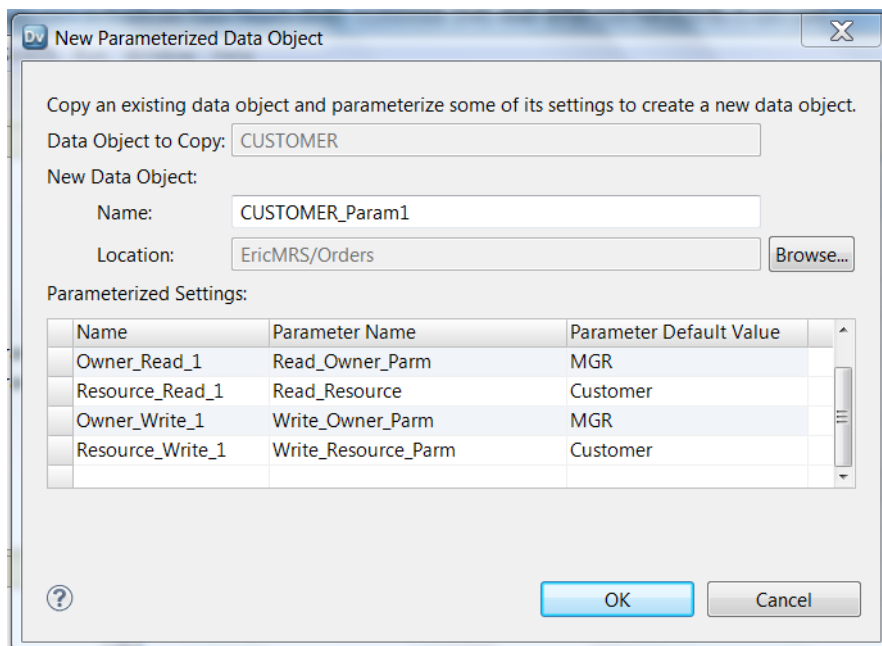 Dv New Parameterized Data Object
Copy an existing data object and parameterize some of its settings to create a new data object.
Data Object to Copy: CUSTOMER
New Data Object:
Name: CUSTOMER_Param1
Location: EricMRS/Orders Browse...
Parameterized Settings:
Name Parameter Name Parameter Default Value
Owner_Read_1 Read_Owner_Parm MGR
Resource_Read_1 Read_Resource Customer
Owner_Write_1 Write_Owner_Parm MGR
Resource_Write_1 Write_Resource_Parm Customer
? OK Cancel